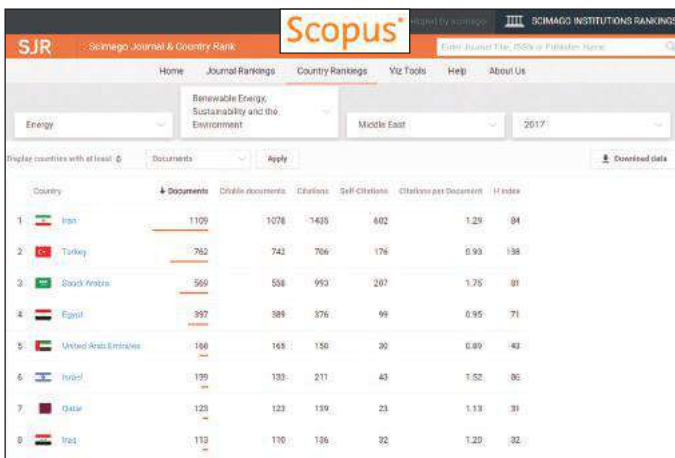 Scopus
developed by scimago
SCIMAGO INSTITUTIONS RANKINGS
SJR Scimago Journal & Country Rank
Enter Journal Title, ISSN or Publisher Name
Home Journal Rankings Country Rankings Viz Tools Help About Us
Energy
Renewable Energy,
Sustainability and the
Environment
Middle East
2017
Display countries with at least 0 Documents Apply Download data
Country Documents Citable documents Citations Self-Citations Citations per Document H index
1 Iran 1109 1078 1435 602 1.29 84
2 Turkey 762 742 706 176 0.93 138
3 Saudi Arabia 569 558 993 207 1.75 81
4 Egypt 397 389 376 99 0.95 71
5 United Arab Emirates 168 165 150 30 0.89 43
6 Israel 139 133 211 43 1.52 86
7 Qatar 123 123 139 23 1.13 31
8 Iraq 113 110 136 32 1.20 32